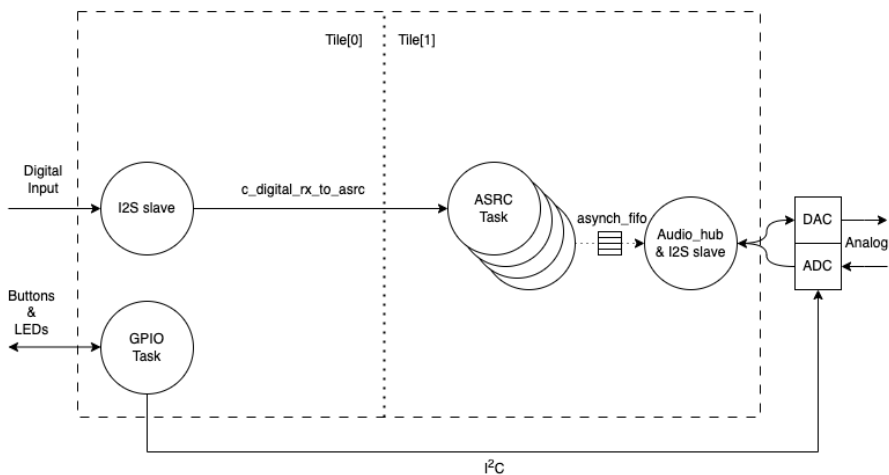 Tile[0]
Tile[1]
Digital
Input
I2S slave
c_digital_rx_to_asrc
ASRC
Task
asynch_fifo
Audio_hub
& I2S slave
DAC
Analog
ADC
Buttons
&
LEDs
GPIO
Task
I²C